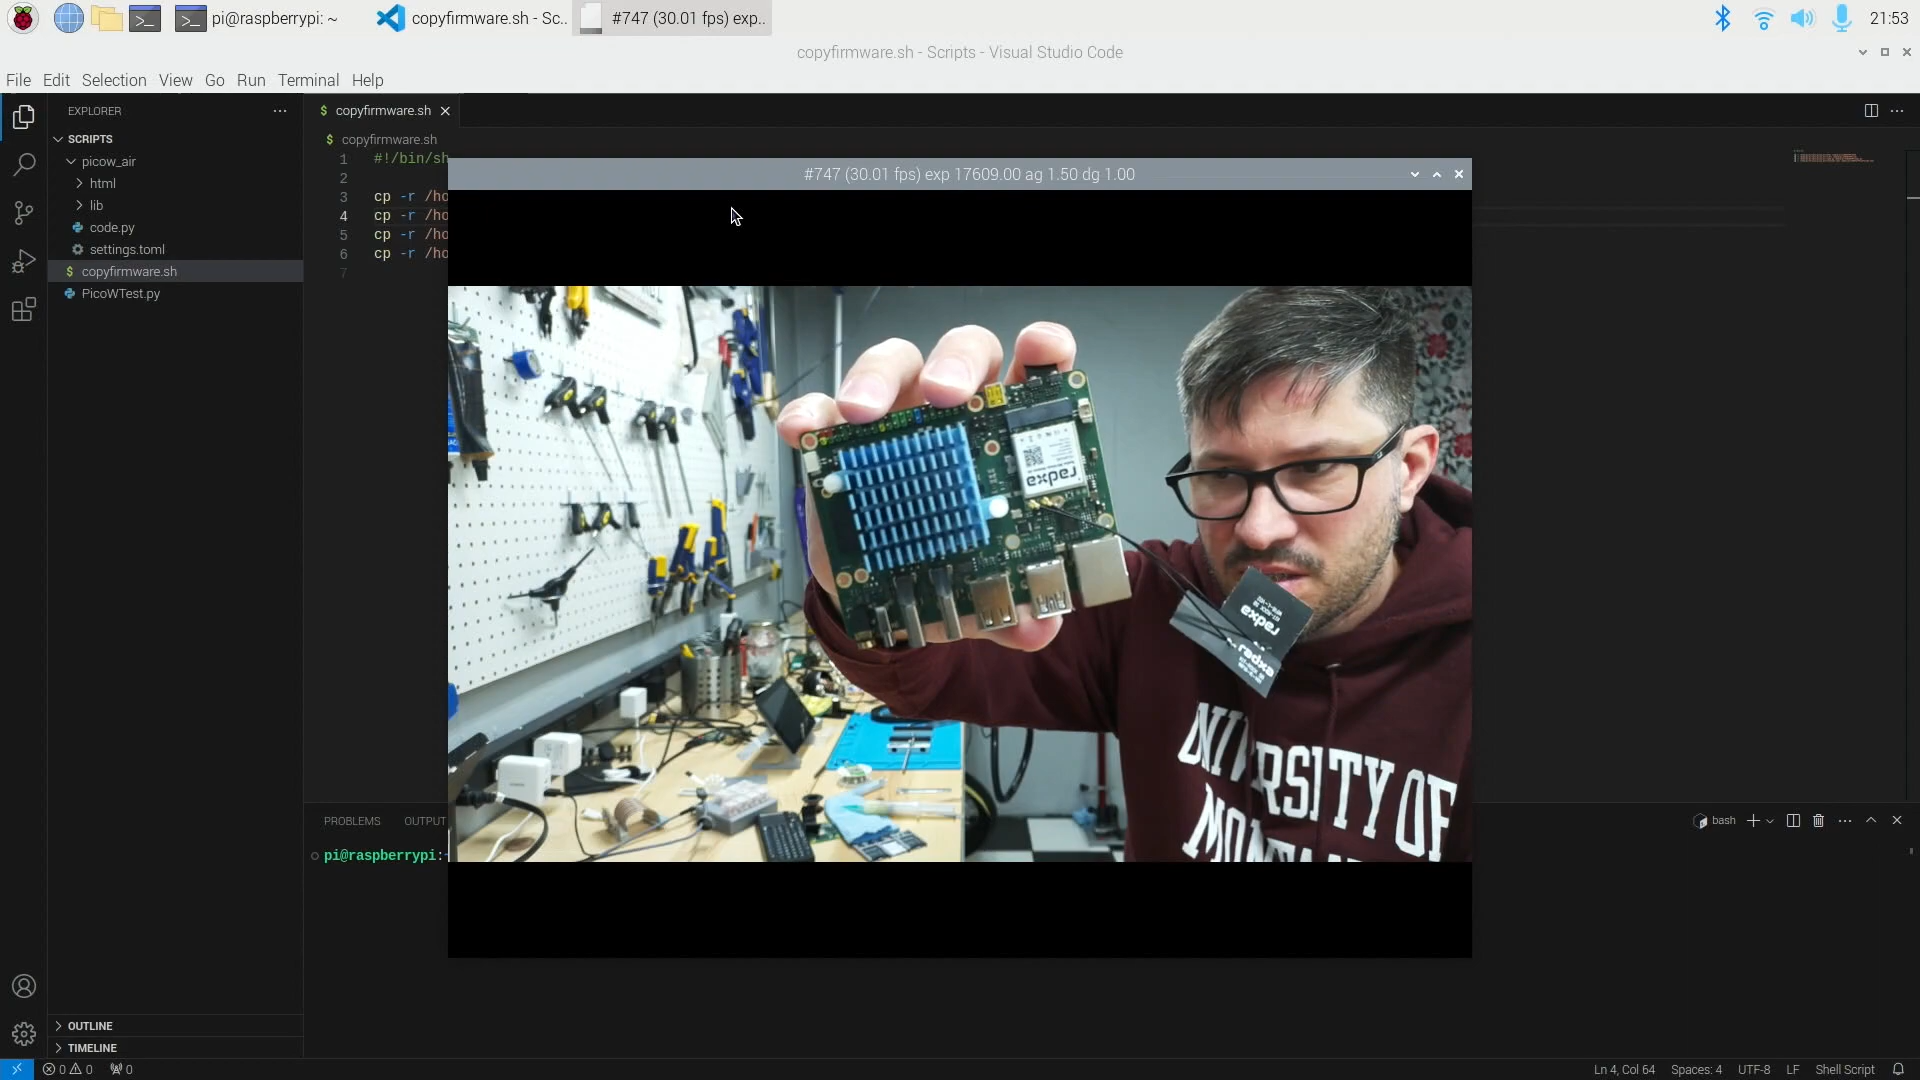 pi@raspberrypi: ~
copyfirmware.sh - Sc..
#747 (30.01 fps) exp..
21:53
copyfirmware.sh - Scripts - Visual Studio Code
File Edit Selection View Go Run Terminal Help
EXPLORER
SCRIPTS
picow_air
html
lib
code.py
settings.toml
copyfirmware.sh
PicoWTest.py
OUTLINE
TIMELINE
copyfirmware.sh
copyfirmware.sh
1 #!/bin/sh
2
3 cp -r /ho
4 cp -r /ho
5 cp -r /ho
6 cp -r /ho
7
#747 (30.01 fps) exp 17609.00 ag 1.50 dg 1.00
radxa
radxa
radxa
UNIVERSITY OF
PROBLEMS OUTPUT
bash
pi@raspberrypi:
0 0 0
Ln 4, Col 64 Spaces: 4 UTF-8 LF Shell Script